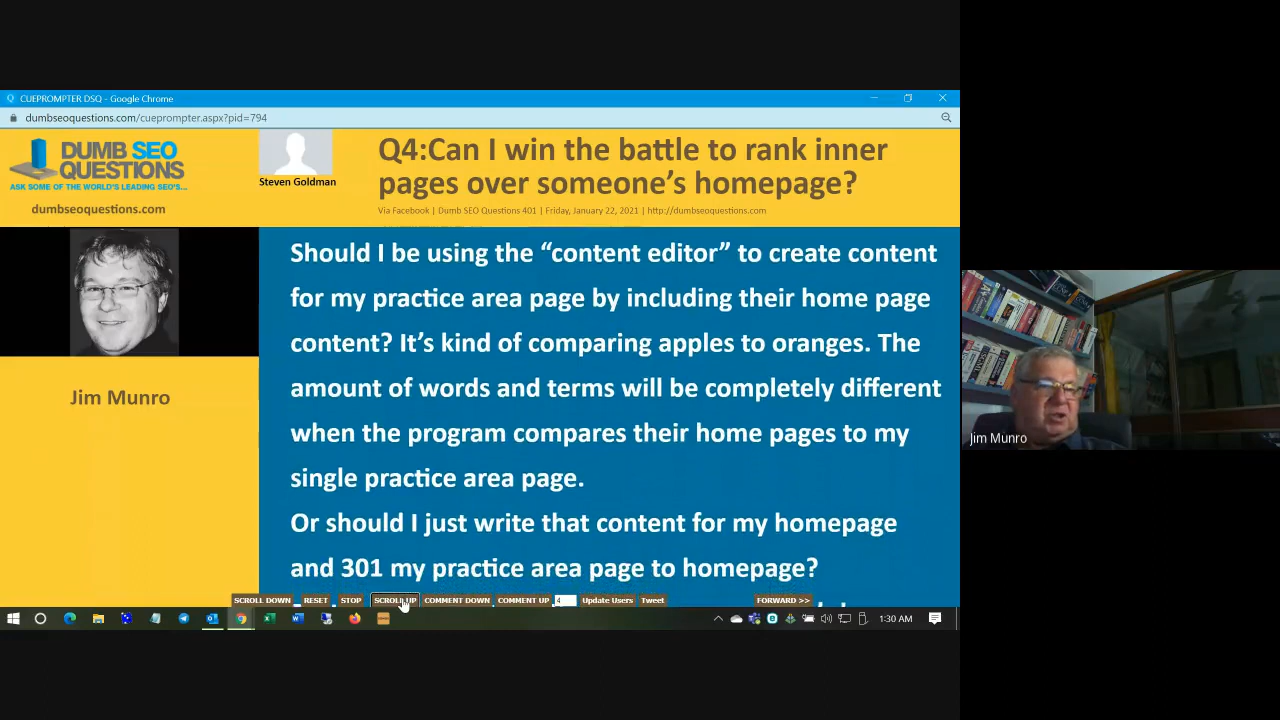 CUEPROMPTER DSQ - Google Chrome
dumbseoquestions.com/cueprompter.aspx?pid=794
DUMB SEO
QUESTIONS
ASK SOME OF THE WORLD'S LEADING SEO'S...
dumbseoquestions.com
Steven Goldman
Q4:Can I win the battle to rank inner
pages over someone's homepage?
Via Facebook | Dumb SEO Questions 401 | Friday, January 22, 2021 | http://dumbseoquestions.com
Jim Munro
Should I be using the “content editor” to create content
for my practice area page by including their home page
content? It’s kind of comparing apples to oranges. The
amount of words and terms will be completely different
when the program compares their home pages to my
single practice area page.
Or should I just write that content for my homepage
and 301 my practice area page to homepage?
SCROLL DOWN RESET STOP SCROLL UP COMMENT DOWN COMMENT UP 4 Update Users Tweet FORWARD >>
1:30 AM
Jim Munro